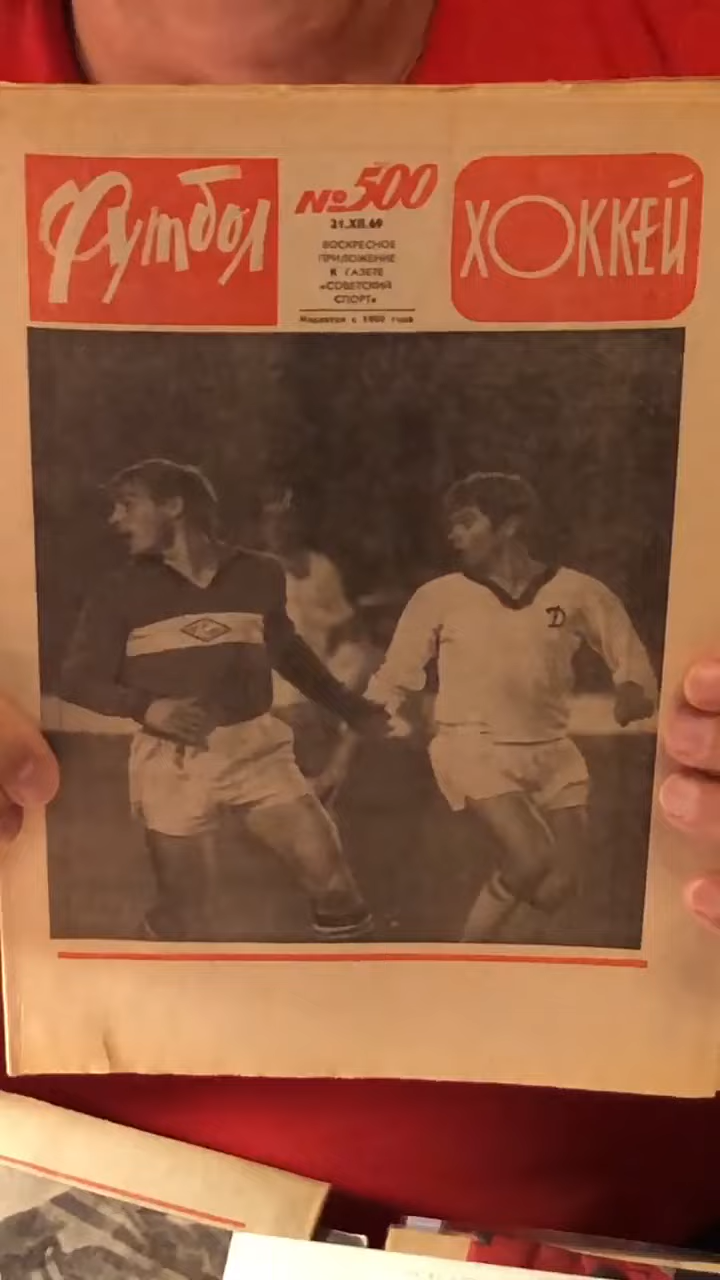 Футбол
№500
21.XII.69
ВОСКРЕСНОЕ
ПРИЛОЖЕНИЕ
К ГАЗЕТЕ
«СОВЕТСКИЙ
СПОРТ»
Издается с 1960 года
ХОККЕЙ
Д